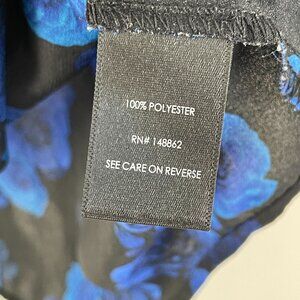 100% POLYESTER
RN# 148862
SEE CARE ON REVERSE